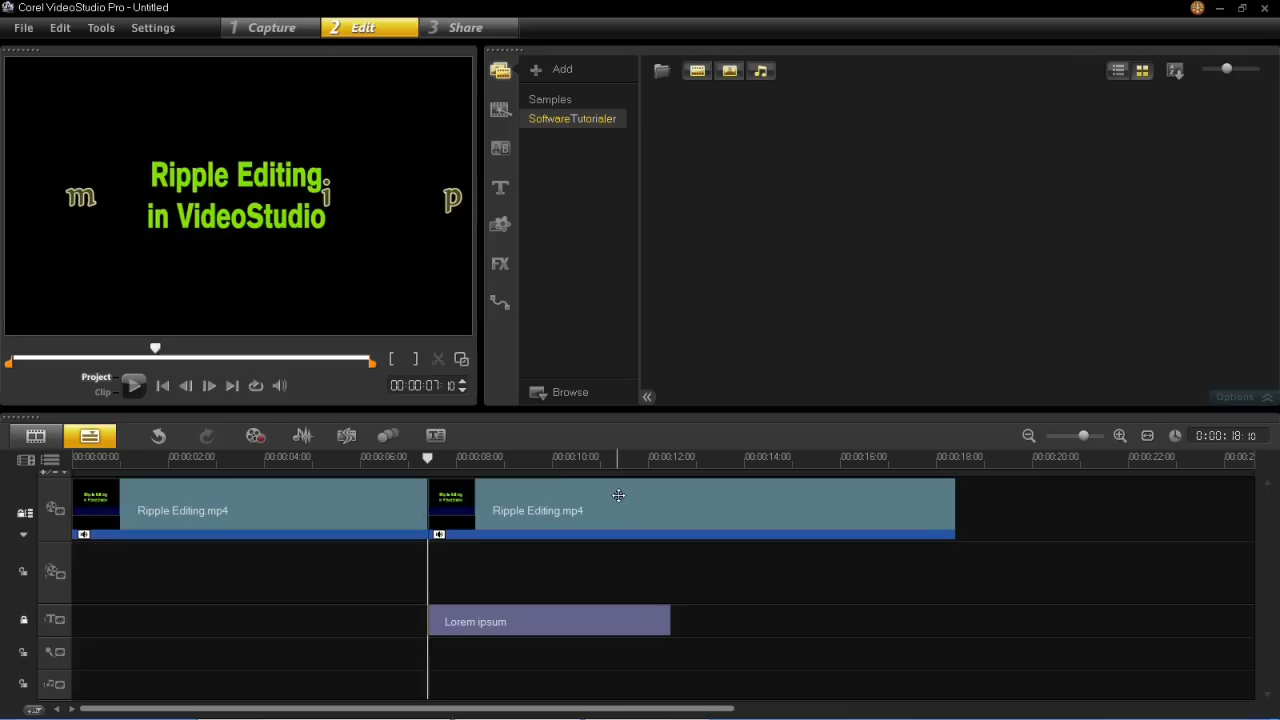 Corel VideoStudio Pro - Untitled
File Edit Tools Settings 1 Capture 2 Edit 3 Share
Add
Samples
SoftwareTutorialer
Ripple Editing
in VideoStudio
m i p
Project
Clip
[ ]
00:00:07:10
Browse
Options
0:00:18:10
00:00:00:00 00:00:02:00 00:00:04:00 00:00:06:00 00:00:08:00 00:00:10:00 00:00:12:00 00:00:14:00 00:00:16:00 00:00:18:00 00:00:20:00 00:00:22:00
Ripple Editing.mp4 Ripple Editing.mp4
Lorem ipsum